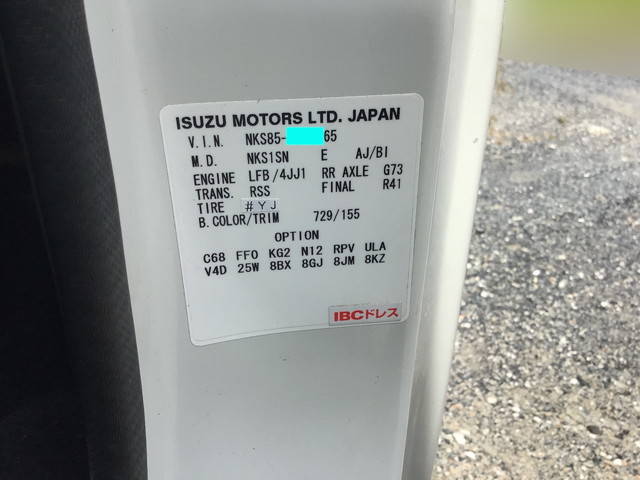 ISUZU MOTORS LTD. JAPAN
V.I.N. NKS85- 65
M.D. NKS1SN E AJ/BI
ENGINE LFB/4JJ1 RR AXLE G73
TRANS. RSS FINAL R41
TIRE #YJ
B.COLOR/TRIM 729/155
OPTION
C68 FF0 KG2 N12 RPV ULA
V4D 25W 8BX 8GJ 8JM 8KZ
IBCドレス